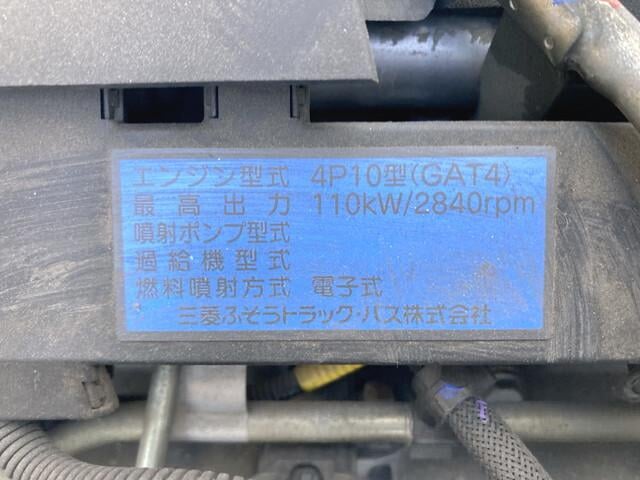 エンジン型式 4P10型(GAT4)
最高出力 110kW/2840rpm
噴射ポンプ型式
過給機型式
燃料噴射方式 電子式
三菱ふそうトラック・バス株式会社